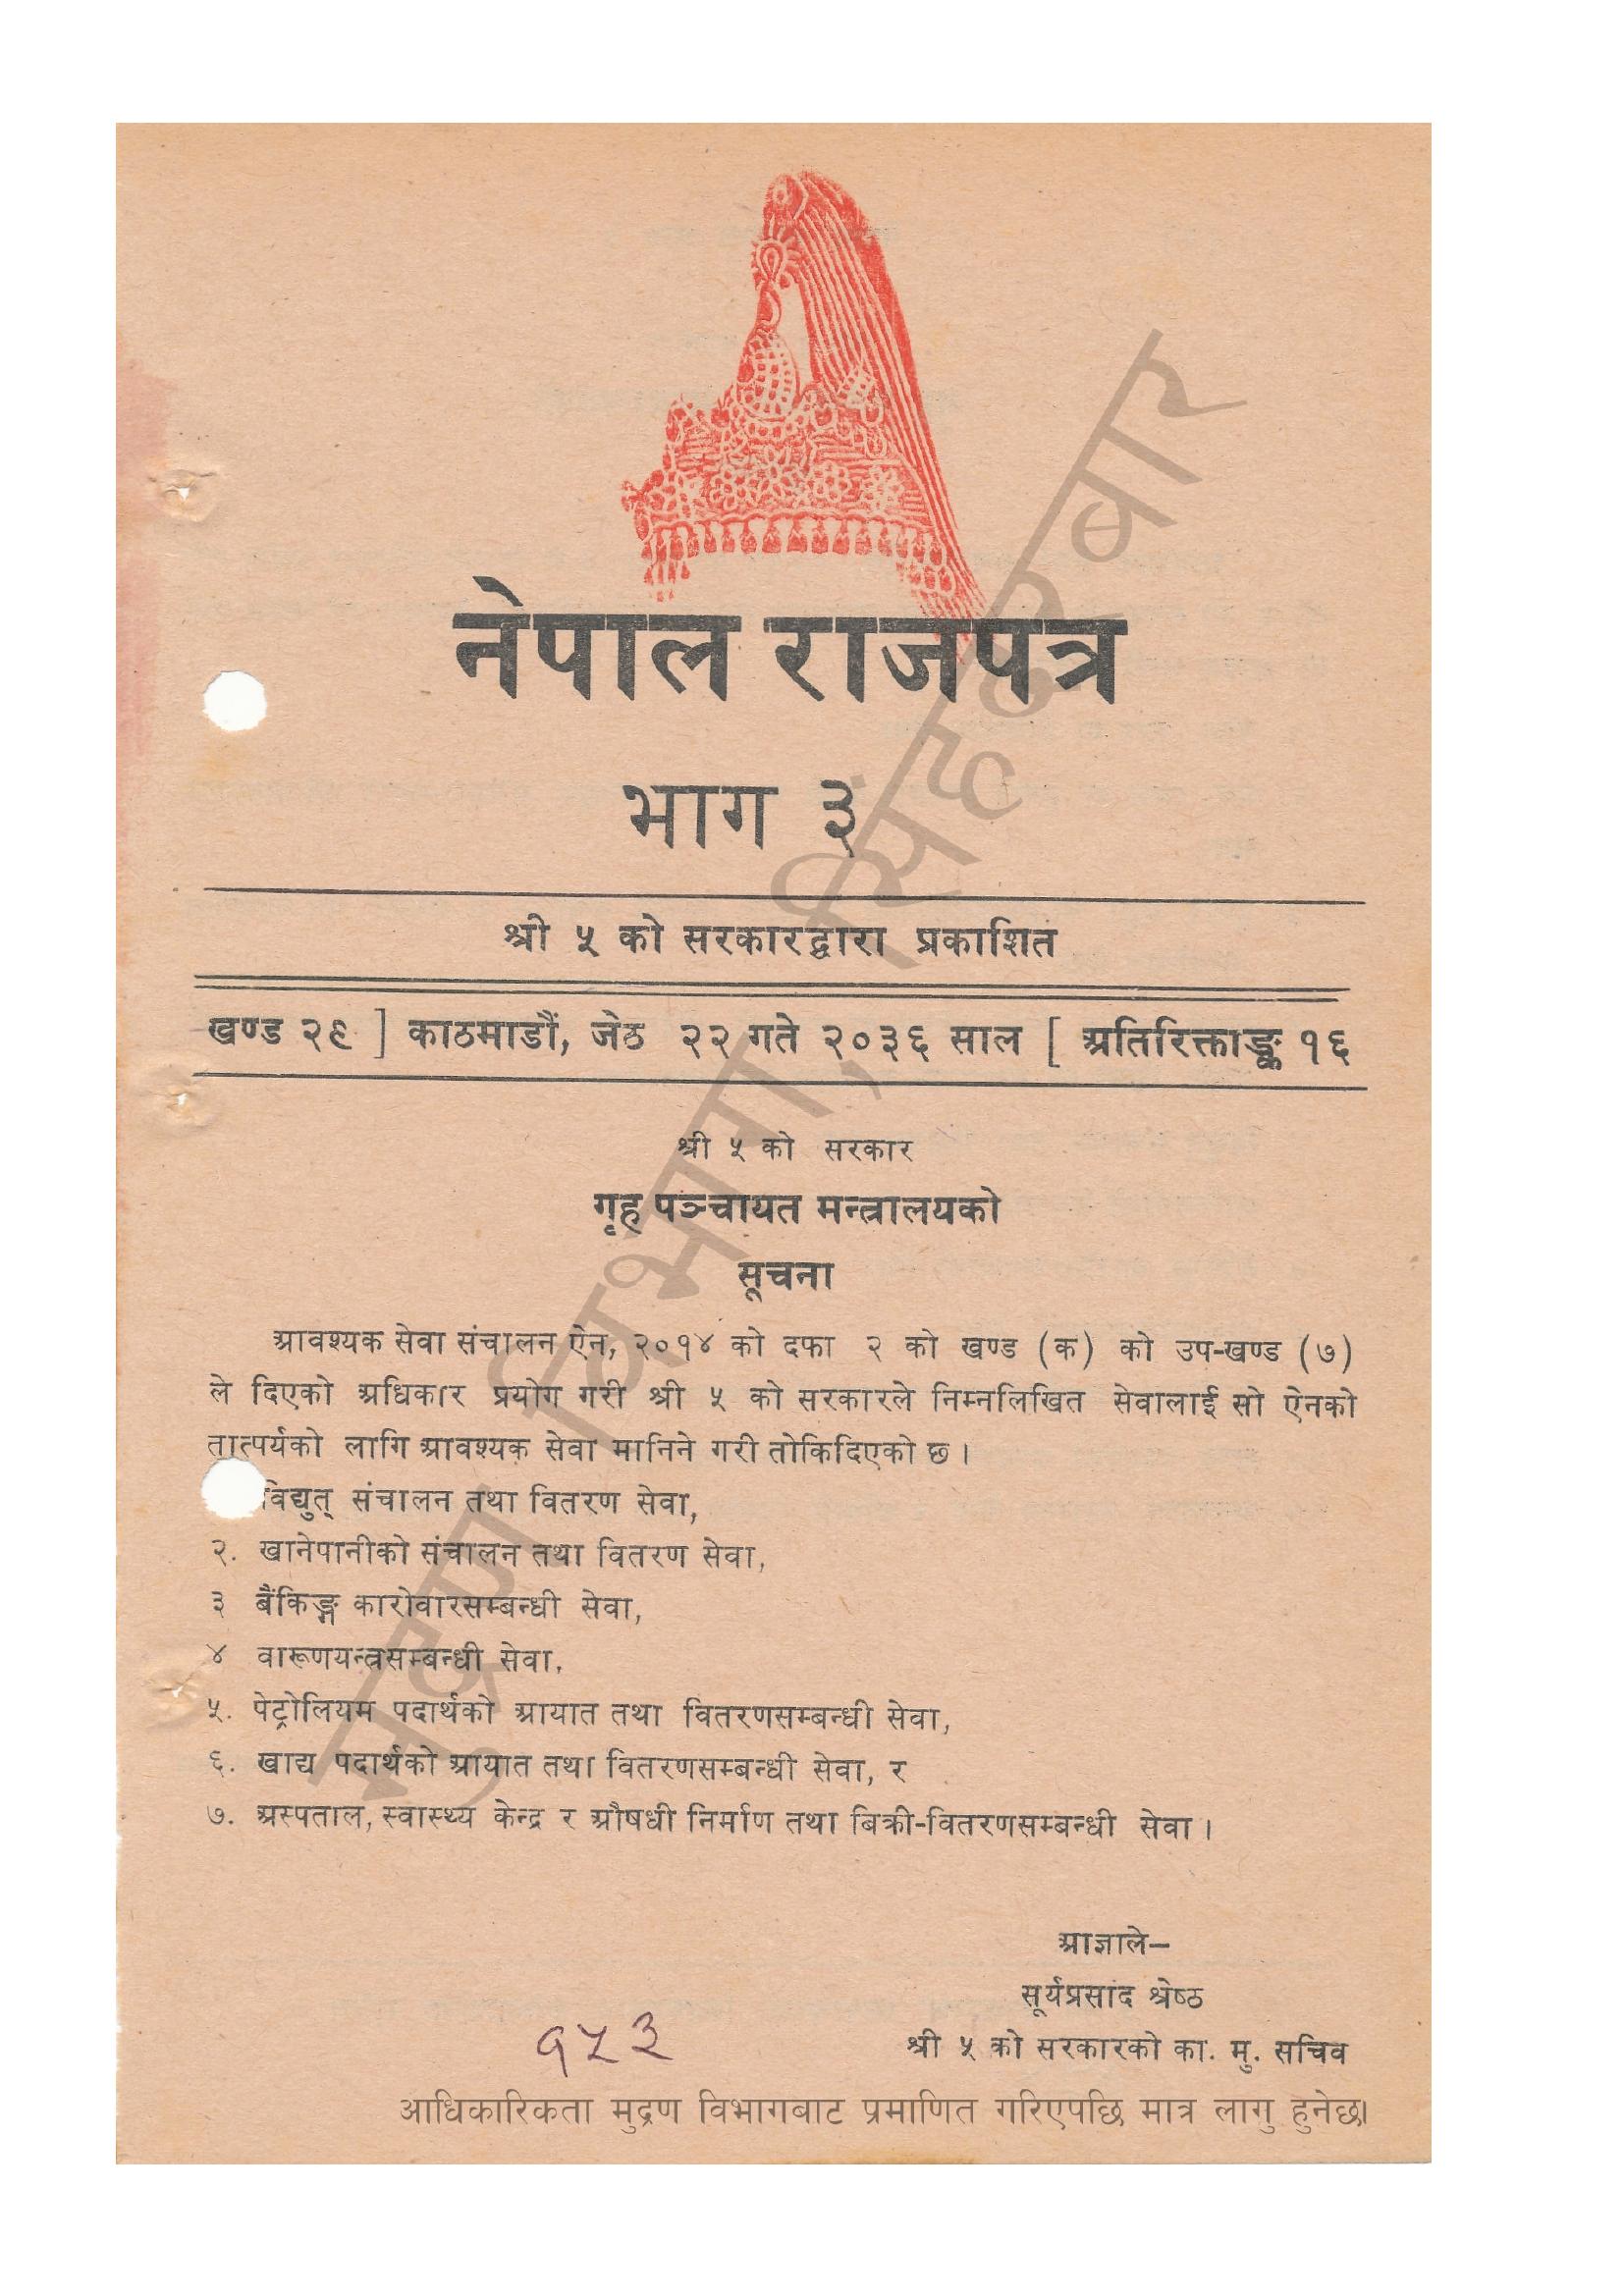 नेपाल राजपत्र
भाग ३
श्री ५ को सरकारद्वारा प्रकाशित
खण्ड २९ ] काठमाडौं, जेठ २२ गते २०३६ साल [ अतिरिक्ताङ्क १६
श्री ५ को सरकार
गृह पञ्चायत मन्त्रालयको
सूचना
आवश्यक सेवा संचालन ऐन, २०१४ को दफा २ को खण्ड (क) को उप-खण्ड (७)
ले दिएको अधिकार प्रयोग गरी श्री ५ को सरकारले निम्नलिखित सेवालाई सो ऐनको
तात्पर्यको लागि आवश्यक सेवा मानिने गरी तोकिदिएको छ ।
विद्युत् संचालन तथा वितरण सेवा,
२. खानेपानीको संचालन तथा वितरण सेवा,
३ बैंकिङ्ग कारोवारसम्बन्धी सेवा,
४ वारूणयन्त्रसम्बन्धी सेवा,
५. पेट्रोलियम पदार्थको आयात तथा वितरणसम्बन्धी सेवा,
६. खाद्य पदार्थको आयात तथा वितरणसम्बन्धी सेवा, र
७. अस्पताल, स्वास्थ्य केन्द्र र औषधी निर्माण तथा बिक्री-वितरणसम्बन्धी सेवा ।
आज्ञाले—
सूर्यप्रसाद श्रेष्ठ
श्री ५ को सरकारको का. मु. सचिव
१५३
आधिकारिकता मुद्रण विभागबाट प्रमाणित गरिएपछि मात्र लागु हुनेछ।
मुद्रण विभाग, सिंहदरबार